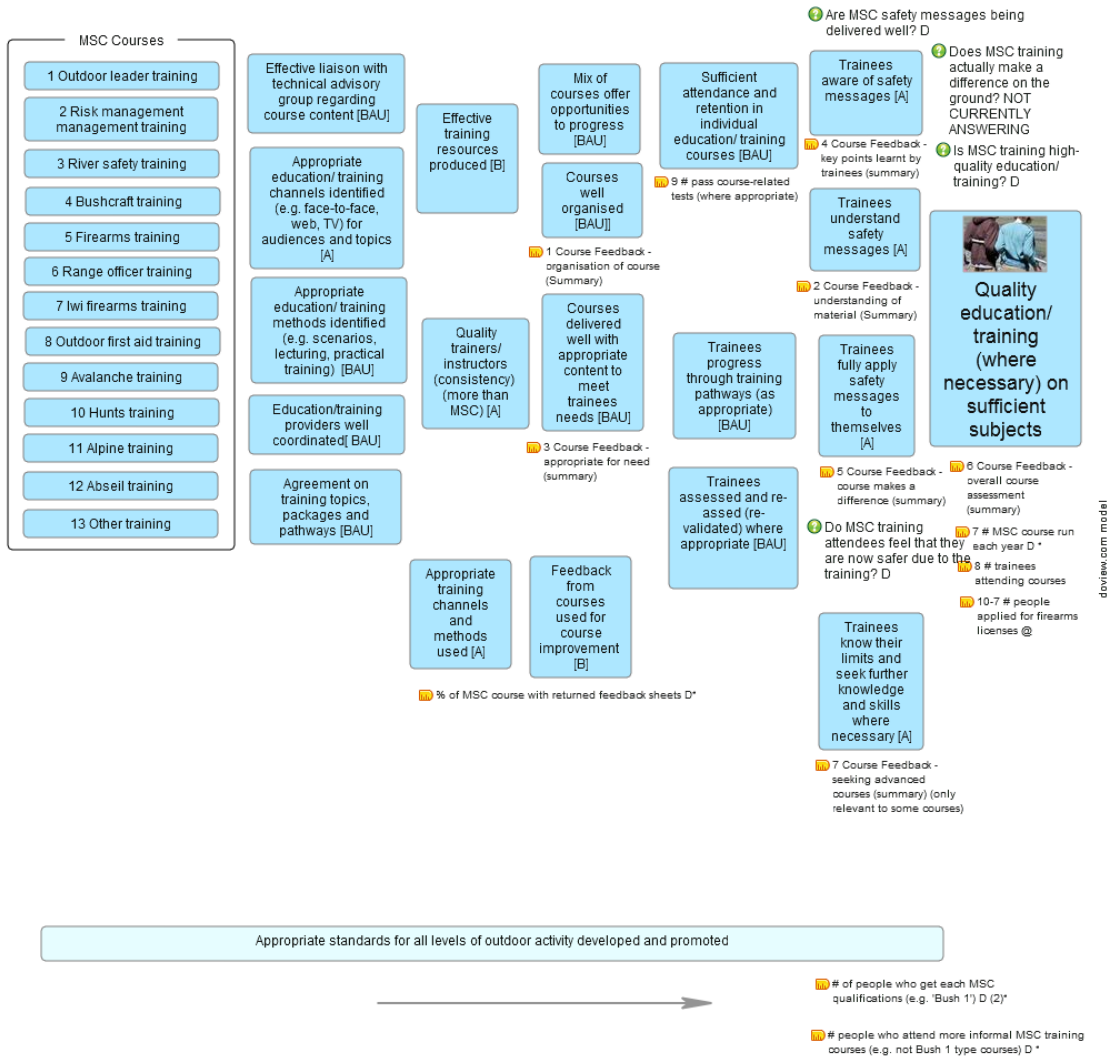 MSC Courses
1 Outdoor leader training
2 Risk management
management training
3 River safety training
4 Bushcraft training
5 Firearms training
6 Range officer training
7 Iwi firearms training
8 Outdoor first aid training
9 Avalanche training
10 Hunts training
11 Alpine training
12 Abseil training
13 Other training
Effective liaison with
technical advisory
group regarding
course content [BAU]
Appropriate
education/ training
channels identified
(e.g. face-to-face,
web, TV) for
audiences and topics
[A]
Appropriate
education/ training
methods identified
(e.g. scenarios,
lecturing, practical
training) [BAU]
Education/training
providers well
coordinated[ BAU]
Agreement on
training topics,
packages and
pathways [BAU]
Effective
training
resources
produced [B]
Quality
trainers/
instructors
(consistency)
(more than
MSC) [A]
Appropriate
training
channels
and
methods
used [A]
Mix of
courses offer
opportunities
to progress
[BAU]
Courses
well
organised
[BAU]]
1 Course Feedback -
organisation of course
(Summary)
Courses
delivered
well with
appropriate
content to
meet
trainees
needs [BAU]
3 Course Feedback -
appropriate for need
(summary)
Feedback
from
courses
used for
course
improvement
[B]
% of MSC course with returned feedback sheets D*
Sufficient
attendance and
retention in
individual
education/ training
courses [BAU]
9 # pass course-related
tests (where appropriate)
Trainees
progress
through training
pathways (as
appropriate)
[BAU]
Trainees
assessed and re-
assed (re-
validated) where
appropriate [BAU]
Are MSC safety messages being
delivered well? D
Trainees
aware of safety
messages [A]
4 Course Feedback -
key points learnt by
trainees (summary)
Trainees
understand
safety
messages [A]
2 Course Feedback -
understanding of
material (Summary)
Trainees
fully apply
safety
messages
to
themselves
[A]
5 Course Feedback -
course makes a
difference (summary)
Do MSC training
attendees feel that they
are now safer due to the
training? D
Trainees
know their
limits and
seek further
knowledge
and skills
where
necessary [A]
7 Course Feedback -
seeking advanced
courses (summary) (only
relevant to some courses)
Does MSC training
actually make a
difference on the
ground? NOT
CURRENTLY
ANSWERING
Is MSC training high-
quality education/
training? D
Quality
education/
training
(where
necessary) on
sufficient
subjects
6 Course Feedback -
overall course
assessment
(summary)
7 # MSC course run
each year D *
8 # trainees
attending courses
10-7 # people
applied for firearms
licenses @
doview.com model
Appropriate standards for all levels of outdoor activity developed and promoted
# of people who get each MSC
qualifications (e.g. 'Bush 1') D (2)*
# people who attend more informal MSC training
courses (e.g. not Bush 1 type courses) D *